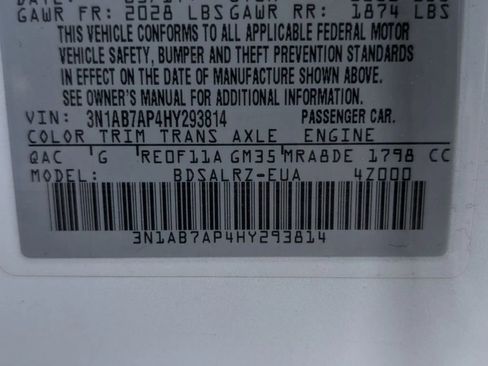 GAWR FR: 2028 LBS GAWR RR: 1874 LBS
THIS VEHICLE CONFORMS TO ALL APPLICABLE FEDERAL MOTOR
VEHICLE SAFETY, BUMPER AND THEFT PREVENTION STANDARDS
IN EFFECT ON THE DATE OF MANUFACTURE SHOWN ABOVE.
SEE OWNER'S MANUAL FOR ADDITIONAL INFORMATION.
VIN: 3N1AB7AP4HY293814 PASSENGER CAR.
COLOR TRIM TRANS AXLE ENGINE
QAC G RE0F11A GM35 MRA8DE 1798 CC
BDSALRZ-EUA 4Z000
3N1AB7AP4HY293814